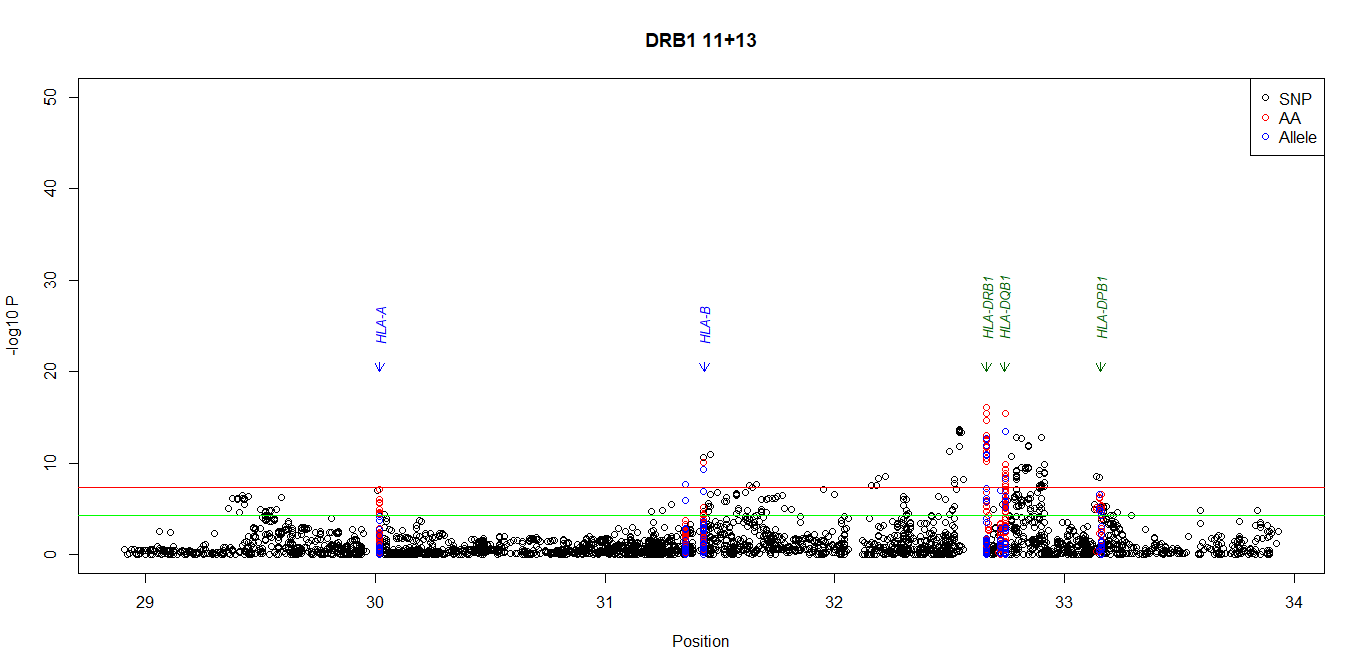 DRB1 11+13
SNP
AA
Allele
50
40
30
20
10
0
-log10 P
HLA-A
HLA-B
HLA-DRB1
HLA-DQB1
HLA-DPB1
29 30 31 32 33 34
Position